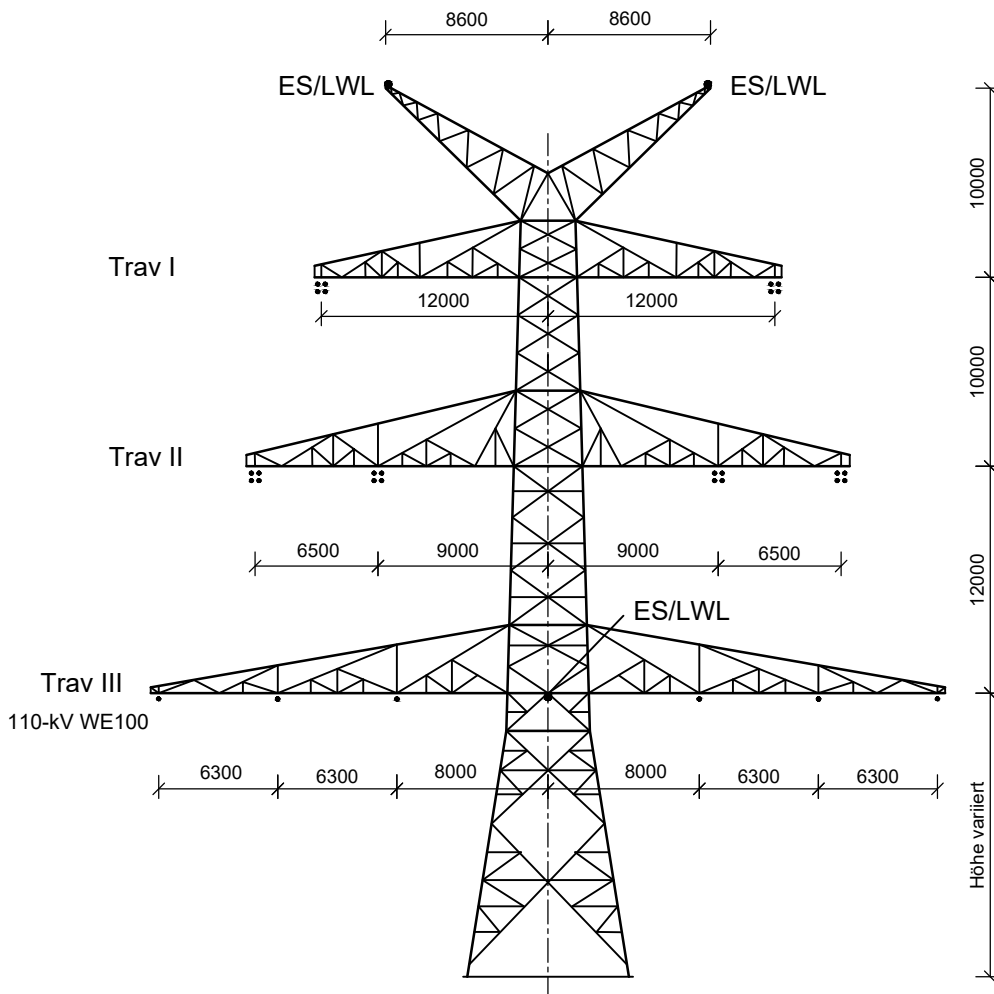 8600 8600
ES/LWL ES/LWL
10000
Trav I
12000 12000
10000
Trav II
6500 9000 9000 6500
12000
ES/LWL
Trav III
110-kV WE100
6300 6300 8000 8000 6300 6300
Höhe variiert